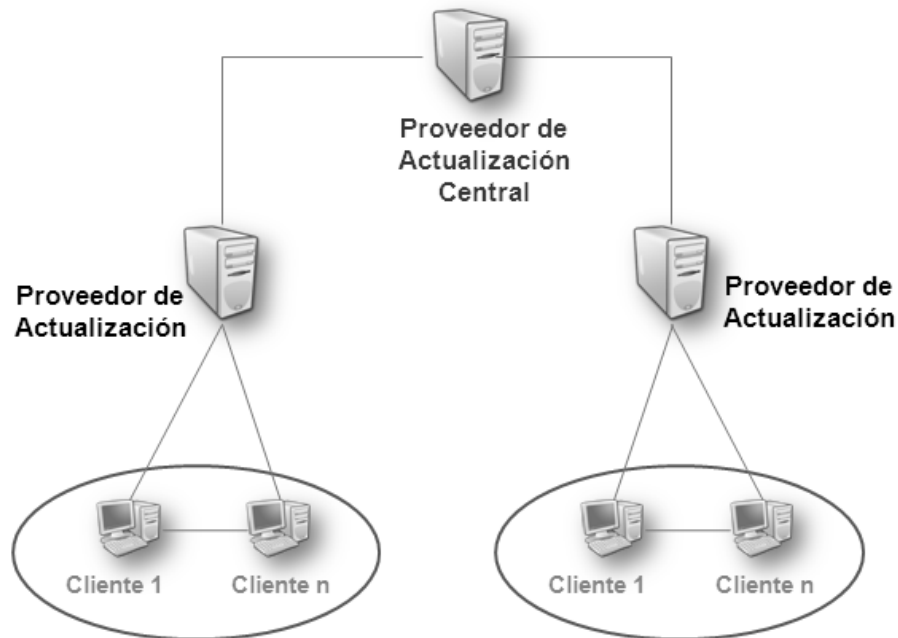 Proveedor de
Actualización
Central
Proveedor de
Actualización
Proveedor de
Actualización
Cliente 1
Cliente n
Cliente 1
Cliente n